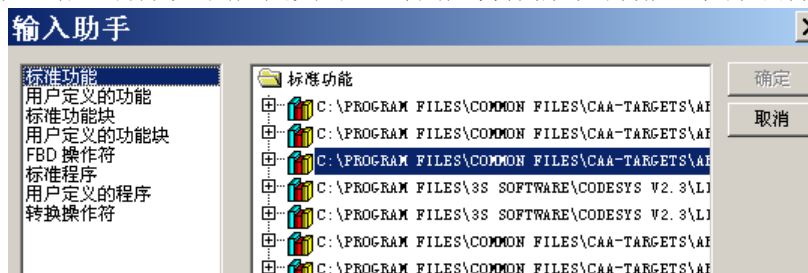 输入助手
标准功能
用户定义的功能
标准功能块
用户定义的功能块
FBD 操作符
标准程序
用户定义的程序
转换操作符
标准功能
C:\PROGRAM FILES\COMMON FILES\CAA-TARGETS\AB
C:\PROGRAM FILES\COMMON FILES\CAA-TARGETS\AB
C:\PROGRAM FILES\COMMON FILES\CAA-TARGETS\AB
C:\PROGRAM FILES\3S SOFTWARE\CODESYS V2.3\LI
C:\PROGRAM FILES\3S SOFTWARE\CODESYS V2.3\LI
C:\PROGRAM FILES\COMMON FILES\CAA-TARGETS\AB
C:\PROGRAM FILES\COMMON FILES\CAA-TARGETS\AB
确定
取消